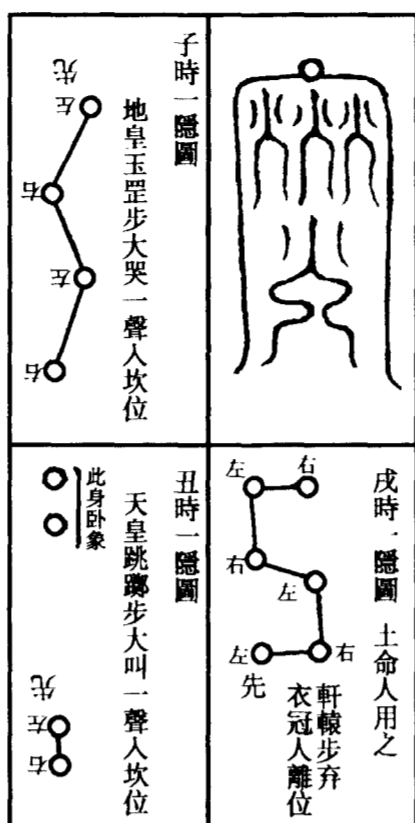 戌時一隱圖 土命人用之
軒轅步弃
衣冠人離位
右
左
右
左
右
左
先
子時一隱圖
地皇玉罡步大哭一聲人坎位
先
左
右
左
右
丑時一隱圖
天皇跳躑步大叫一聲人坎位
此身卧象
先
左
右